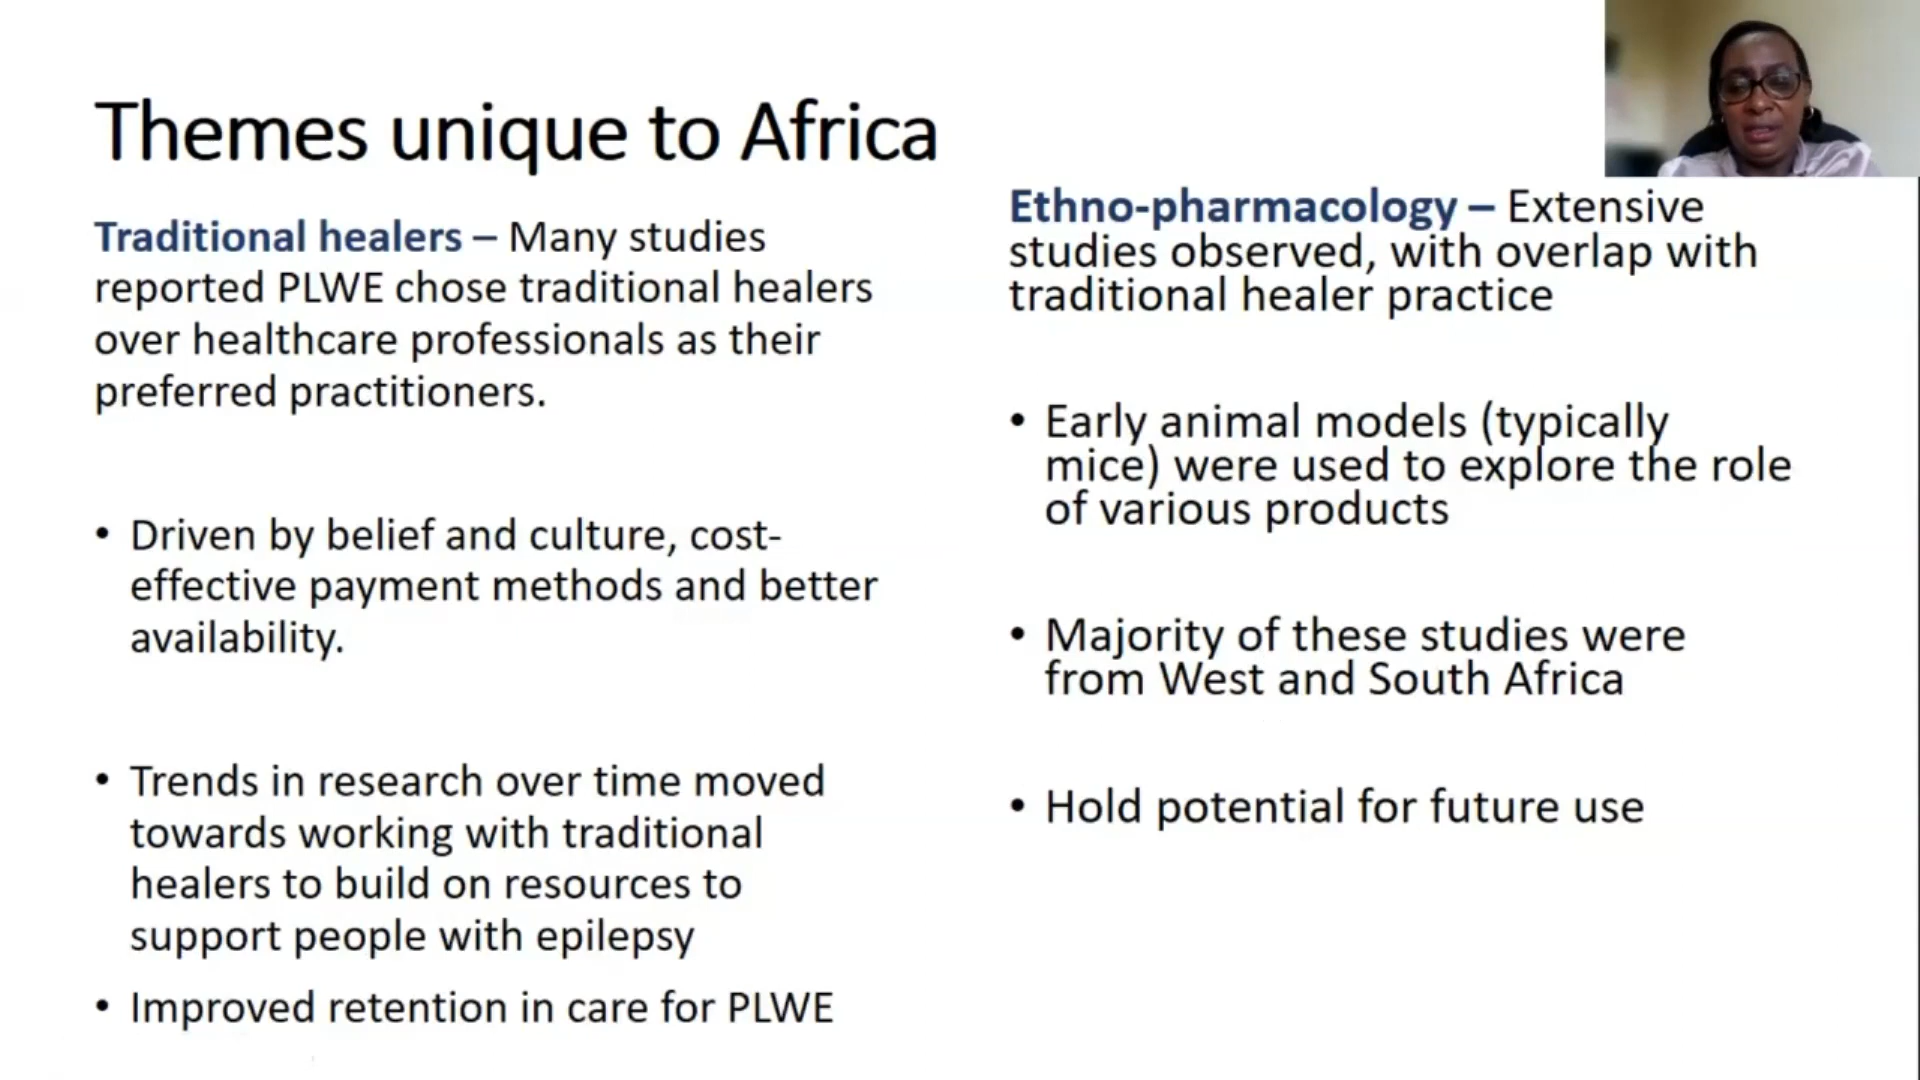 Themes unique to Africa
Traditional healers – Many studies
reported PLWE chose traditional healers
over healthcare professionals as their
preferred practitioners.
• Driven by belief and culture, cost-
effective payment methods and better
availability.
• Trends in research over time moved
towards working with traditional
healers to build on resources to
support people with epilepsy
• Improved retention in care for PLWE
Ethno-pharmacology – Extensive
studies observed, with overlap with
traditional healer practice
• Early animal models (typically
mice) were used to explore the role
of various products
• Majority of these studies were
from West and South Africa
• Hold potential for future use